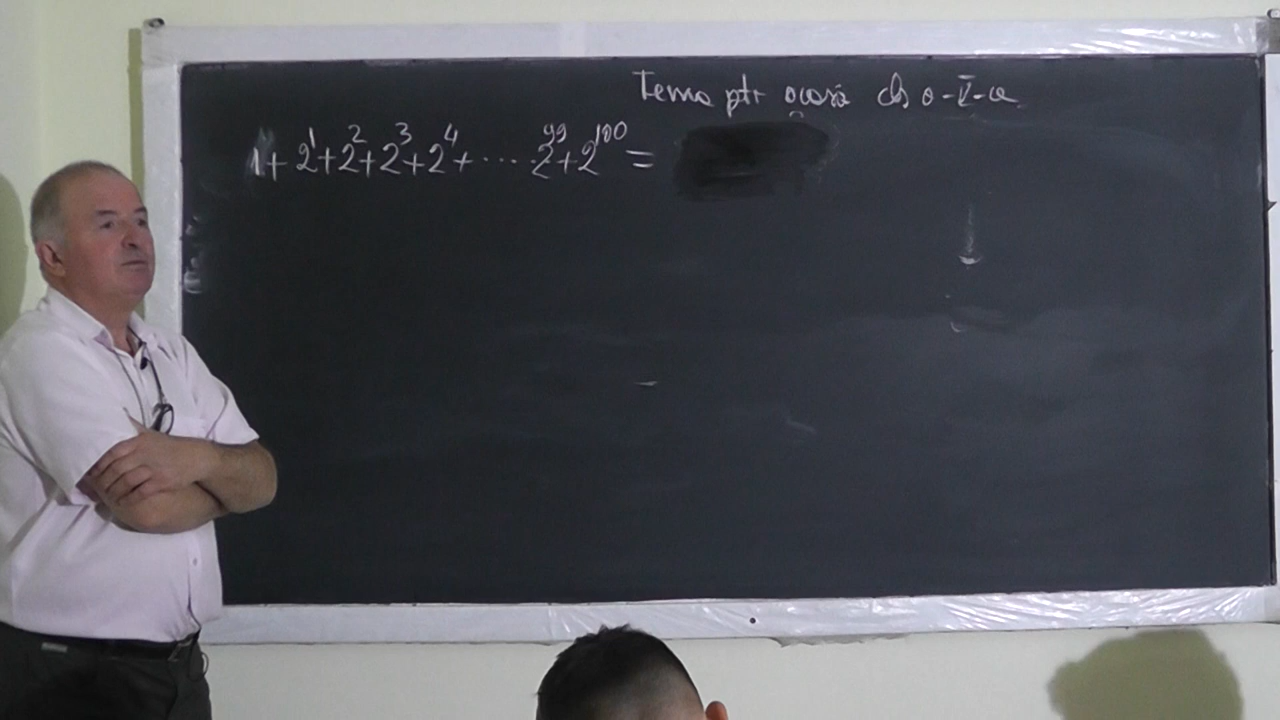 Tema ptr acasă cls a-V-a
1+2¹+2²+2³+2⁴+.....2⁹⁹+2¹⁰⁰=